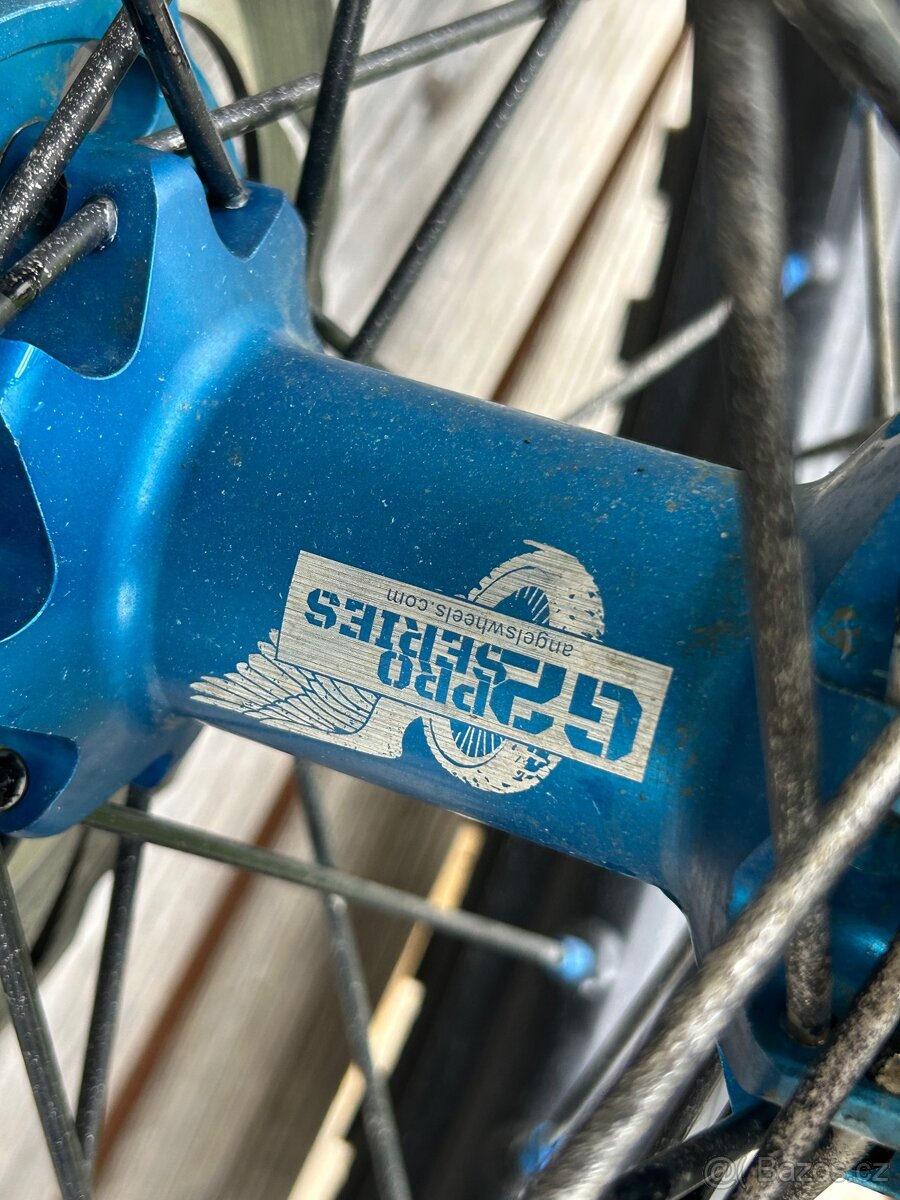 G2 PRO
SERIES
angelswheels.com
© Bazos.cz